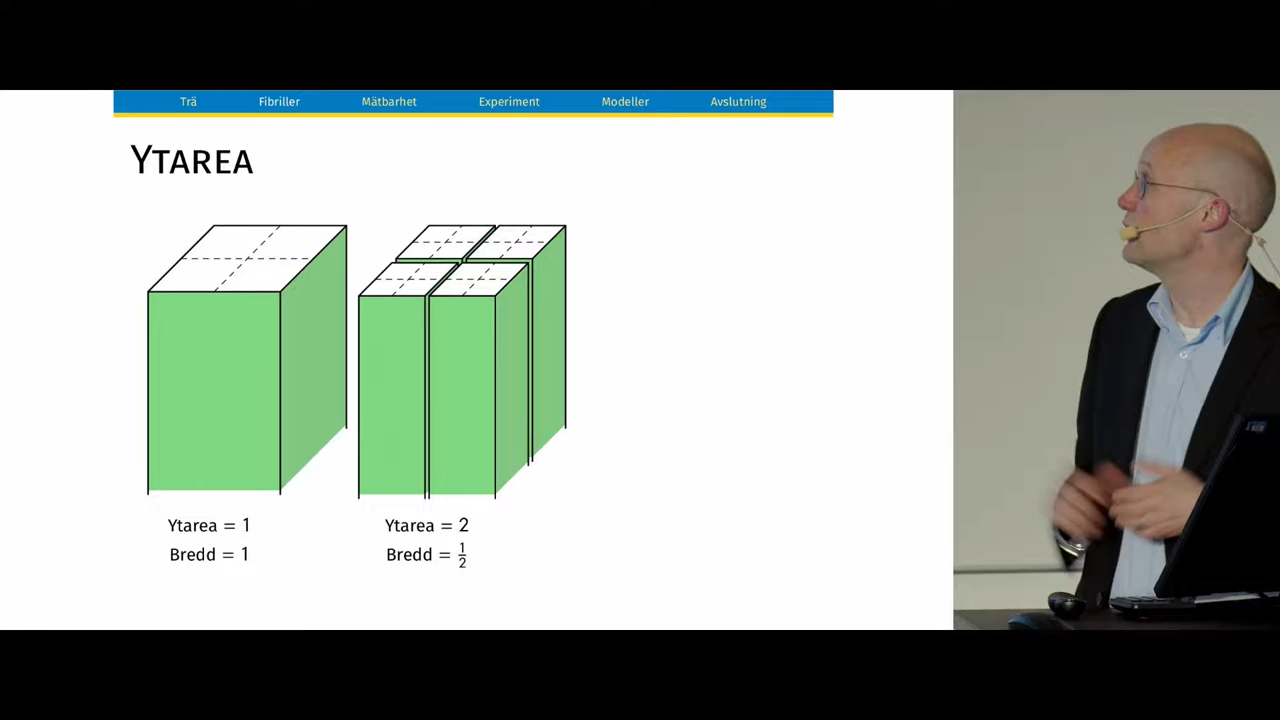 Trä Fibriller Mätbarhet Experiment Modeller Avslutning
Ytarea
Ytarea = 1
Bredd = 1
Ytarea = 2
Bredd = 1/2